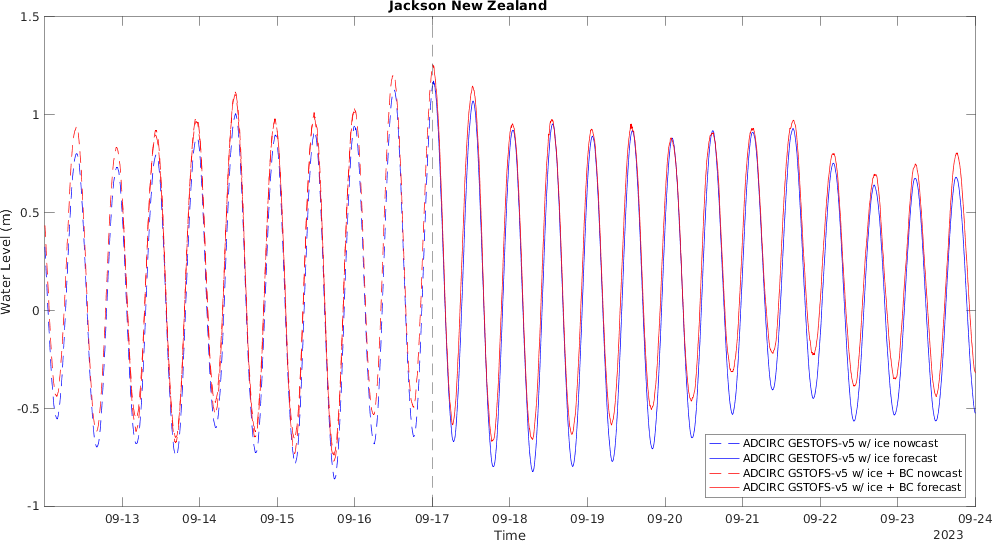 Jackson New Zealand
1.5
1
0.5
0
-0.5
-1
Water Level (m)
09-13
09-14
09-15
09-16
09-17
09-18
09-19
09-20
09-21
09-22
09-23
09-24
Time
2023
ADCIRC GESTOFS-v5 w/ ice nowcast
ADCIRC GESTOFS-v5 w/ ice forecast
ADCIRC GSTOFS-v5 w/ ice + BC nowcast
ADCIRC GSTOFS-v5 w/ ice + BC forecast